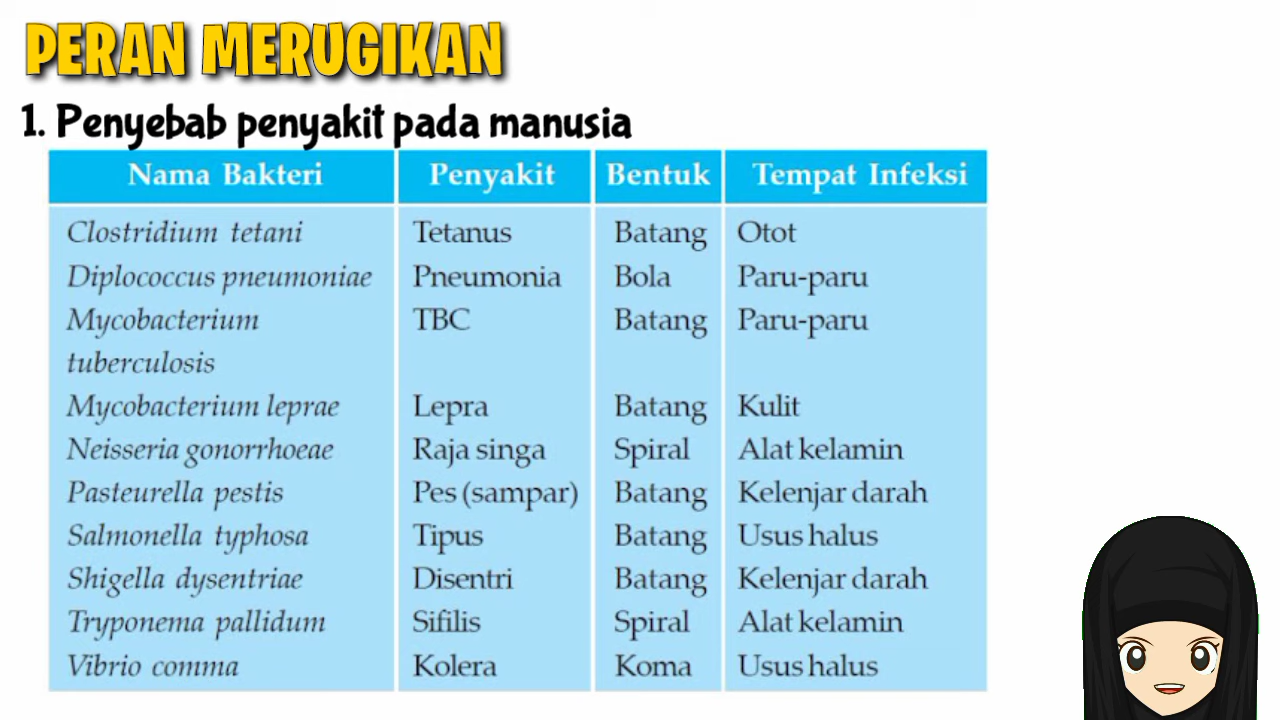 PERAN MERUGIKAN
1. Penyebab penyakit pada manusia
Nama Bakteri Penyakit Bentuk Tempat Infeksi
Clostridium tetani Tetanus Batang Otot
Diplococcus pneumoniae Pneumonia Bola Paru-paru
Mycobacterium TBC Batang Paru-paru
tuberculosis
Mycobacterium leprae Lepra Batang Kulit
Neisseria gonorrhoeae Raja singa Spiral Alat kelamin
Pasteurella pestis Pes (sampar) Batang Kelenjar darah
Salmonella typhosa Tipus Batang Usus halus
Shigella dysentriae Disentri Batang Kelenjar darah
Tryponema pallidum Sifilis Spiral Alat kelamin
Vibrio comma Kolera Koma Usus halus